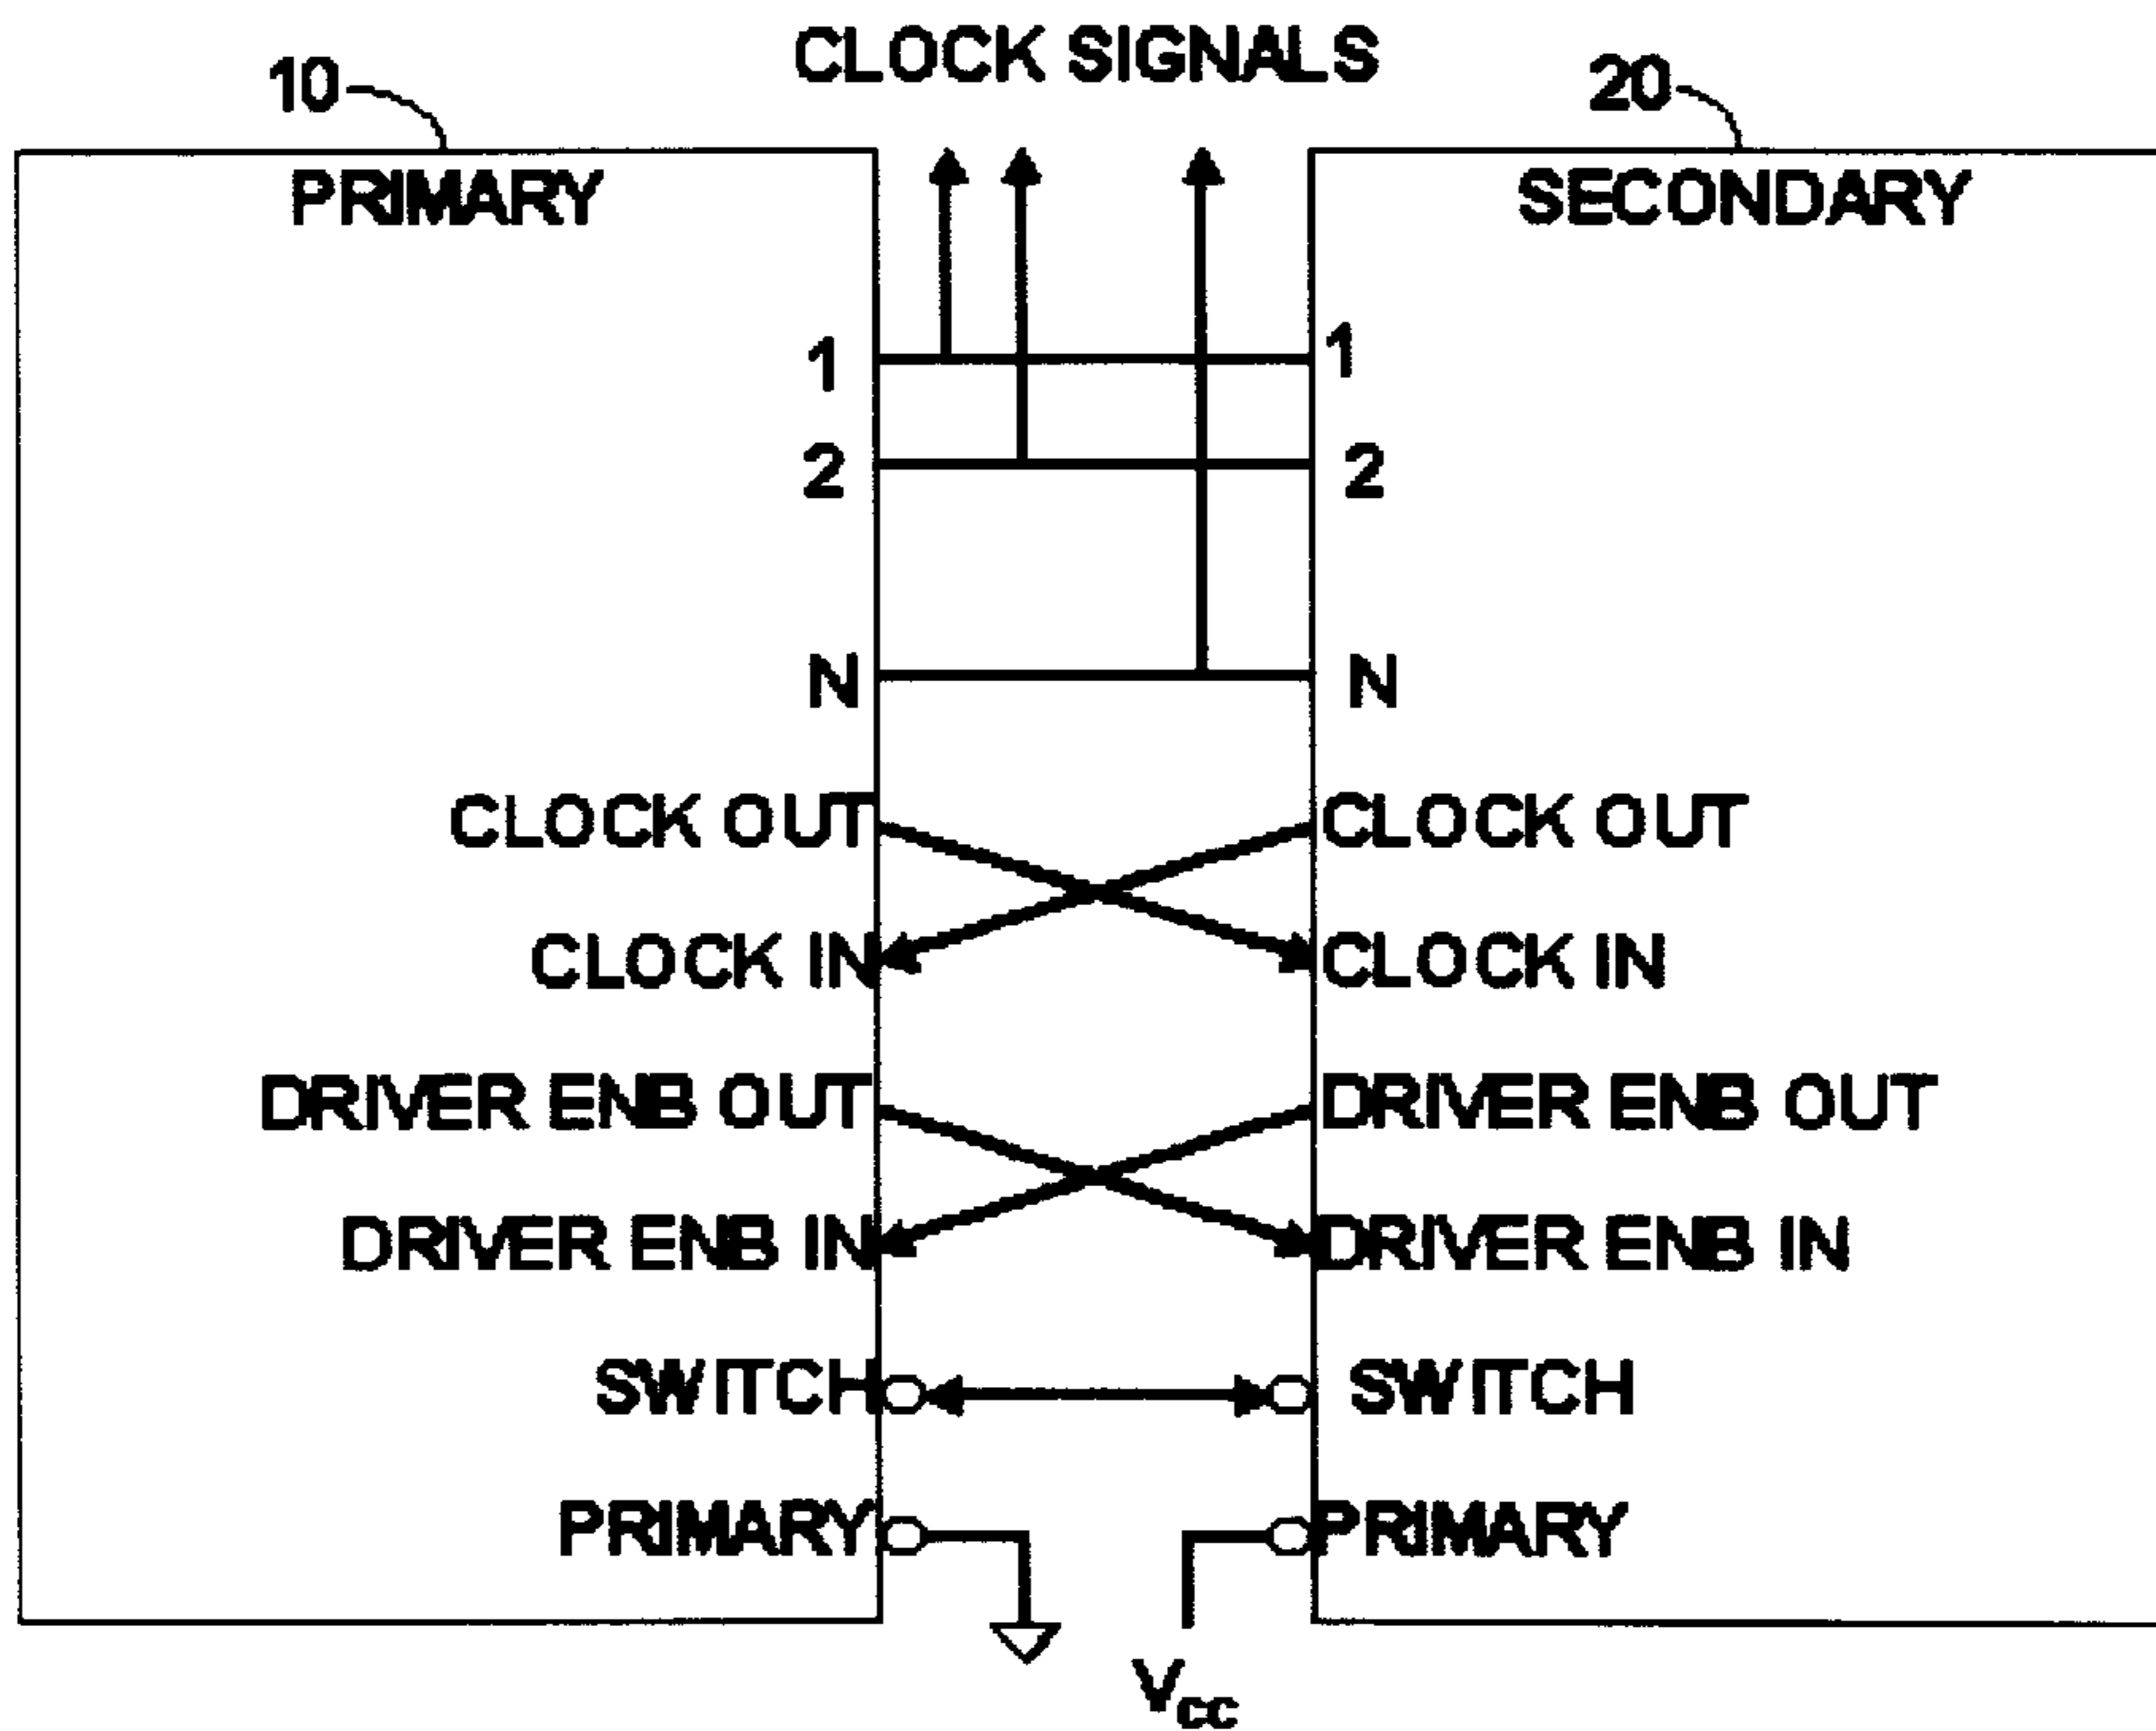 CLOCK SIGNALS
10
20
PRIMARY
SECONDARY
1
1
2
2
N
N
CLOCK OUT
CLOCK OUT
CLOCK IN
CLOCK IN
DRIVER ENB OUT
DRIVER ENB OUT
DRIVER ENB IN
DRIVER ENB IN
SWITCH
SWITCH
PRIMARY
PRIMARY
VCC